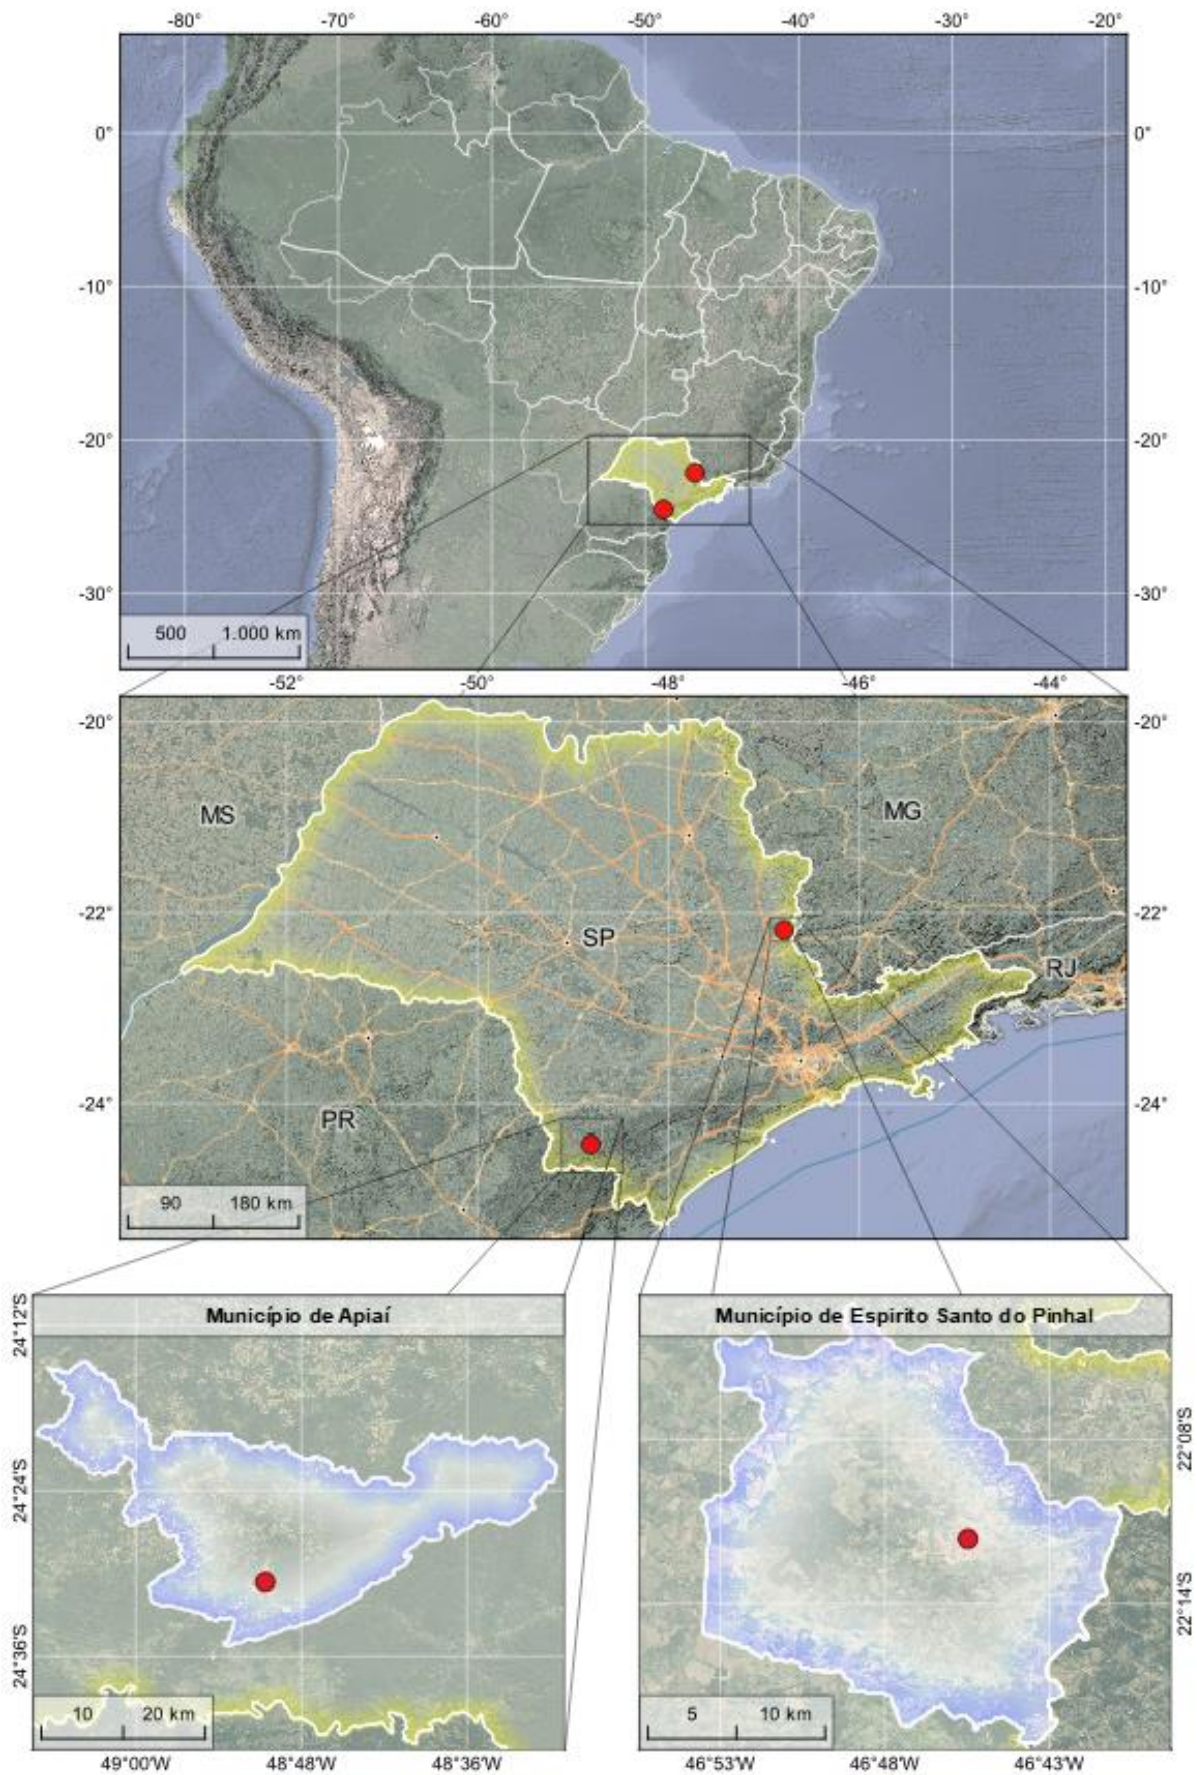 -80° -70° -60° -50° -40° -30° -20°
0° 0°
-10° -10°
-20° -20°
-30° -30°
500 1.000 km
-52° -50° -48° -46° -44°
-20° -20°
MS MG
-22° -22°
SP
RJ
-24° -24°
PR
90 180 km
Município de Apiaí
24°12'S
24°24'S
24°36'S
10 20 km
49°00'W 48°48'W 48°36'W
Município de Espirito Santo do Pinhal
22°08'S
22°14'S
5 10 km
46°53'W 46°48'W 46°43'W